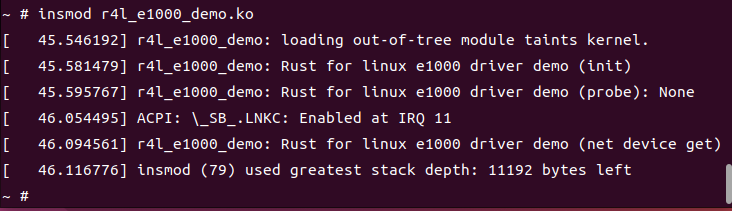 ~ # insmod r4l_e1000_demo.ko
[   45.546192] r4l_e1000_demo: loading out-of-tree module taints kernel.
[   45.581479] r4l_e1000_demo: Rust for linux e1000 driver demo (init)
[   45.595767] r4l_e1000_demo: Rust for linux e1000 driver demo (probe): None
[   46.054495] ACPI: \_SB_.LNKC: Enabled at IRQ 11
[   46.094561] r4l_e1000_demo: Rust for linux e1000 driver demo (net device get)
[   46.116776] insmod (79) used greatest stack depth: 11192 bytes left
~ #